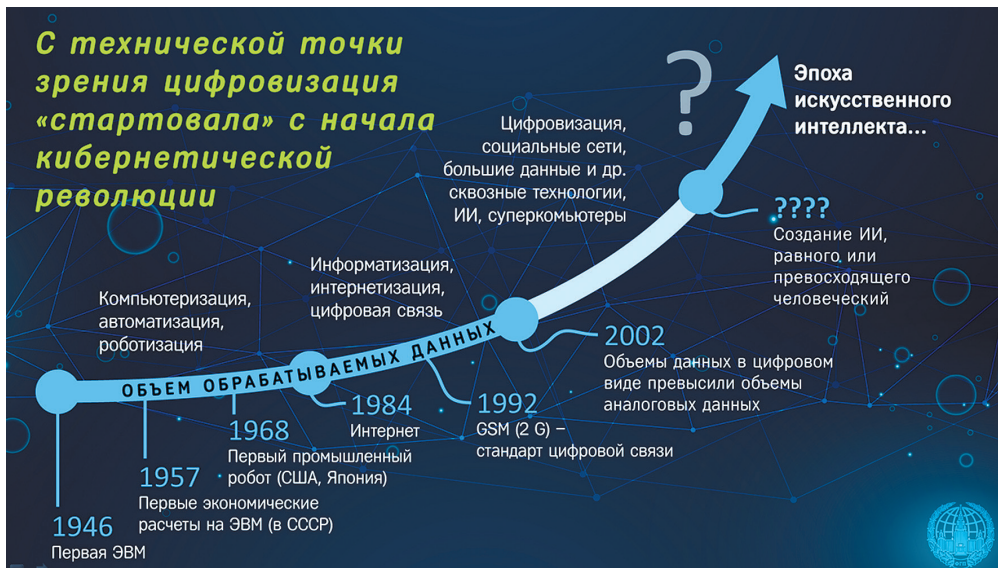 С технической точки
зрения цифровизация
«стартовала» с начала
кибернетической
революции
?
Эпоха
искусственного
интеллекта...
Цифровизация,
социальные сети,
большие данные и др.
сквозные технологии,
ИИ, суперкомьютеры
????
Создание ИИ,
равного или
превосходящего
человеческий
Информатизация,
интернетизация,
цифровая связь
Компьютеризация,
автоматизация,
роботизация
ОБЪЕМ ОБРАБАТЫВАЕМЫХ ДАННЫХ
2002
Объемы данных в цифровом
виде превысили объемы
аналоговых данных
1992
GSM (2 G) –
стандарт цифровой связи
1984
Интернет
1968
Первый промышленный
робот (США, Япония)
1957
Первые экономические
расчеты на ЭВМ (в СССР)
1946
Первая ЭВМ